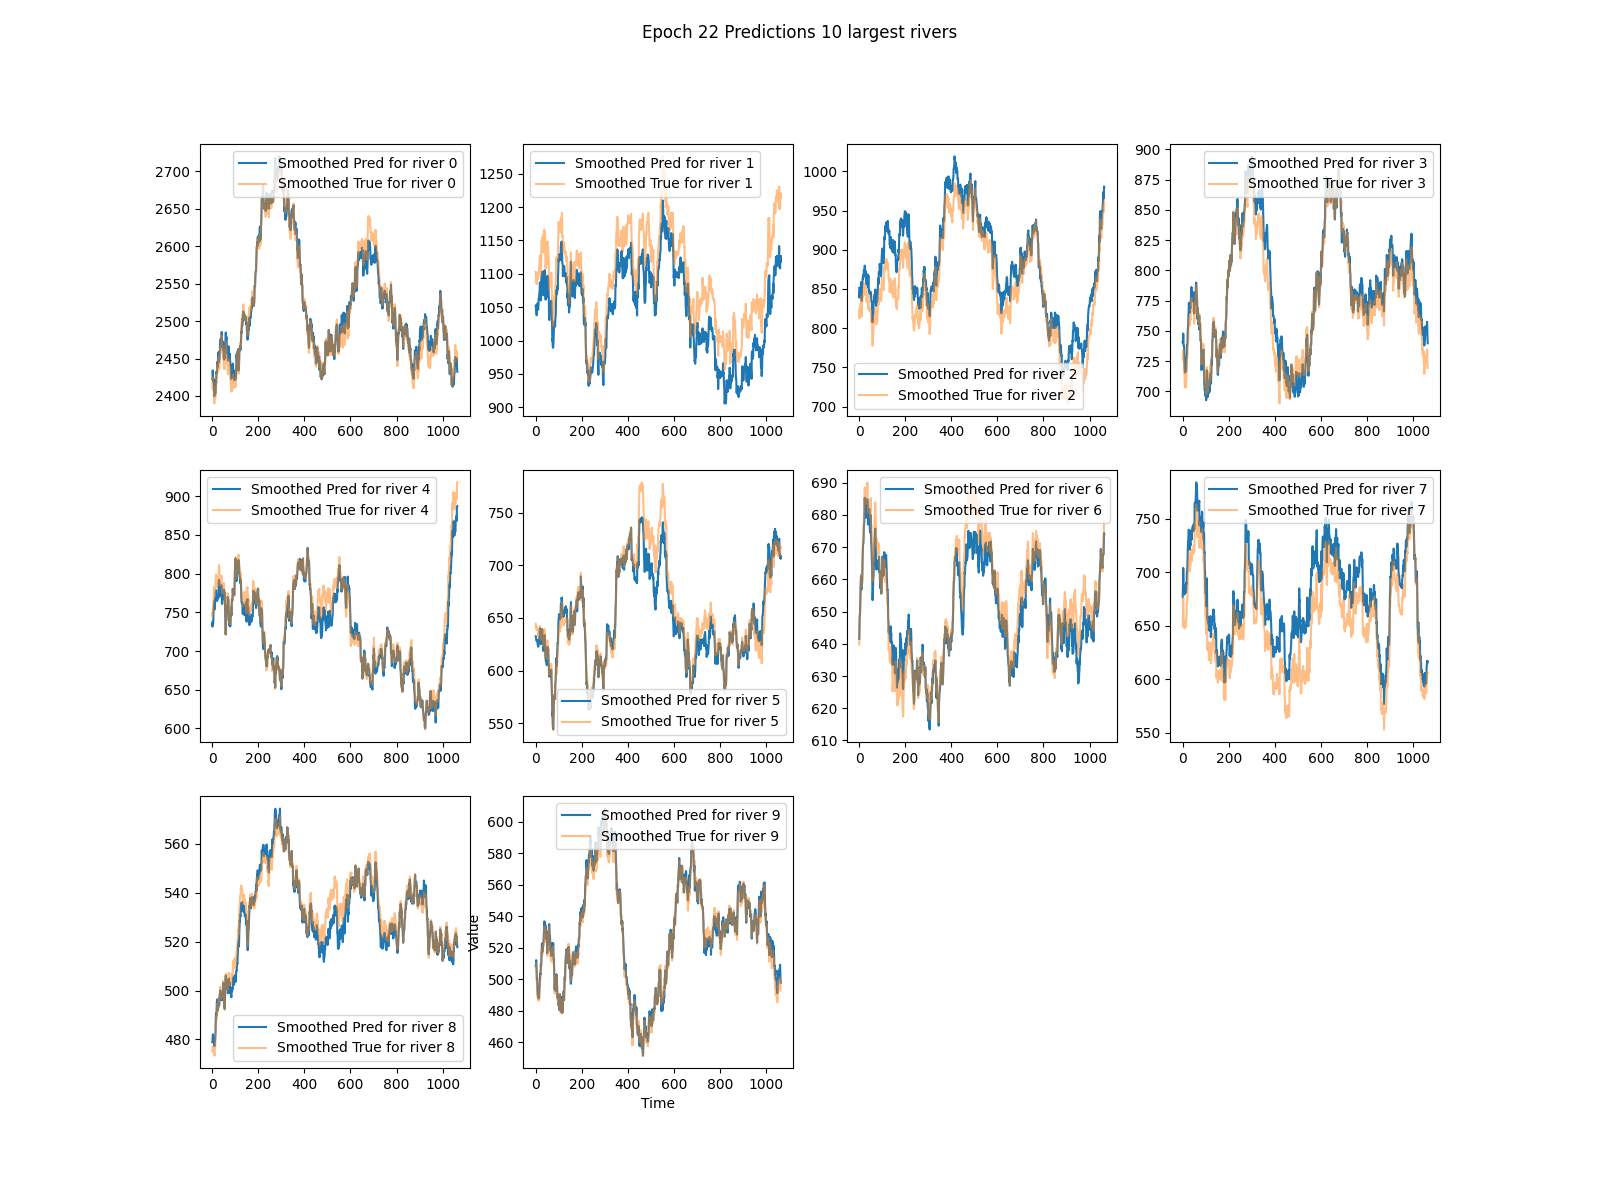 Epoch 22 Predictions 10 largest rivers
Smoothed Pred for river 0
Smoothed True for river 0
2700
2650
2600
2550
2500
2450
2400
0 200 400 600 800 1000
Smoothed Pred for river 1
Smoothed True for river 1
1250
1200
1150
1100
1050
1000
950
900
0 200 400 600 800 1000
1000
950
900
850
800
750
700
Smoothed Pred for river 2
Smoothed True for river 2
0 200 400 600 800 1000
Smoothed Pred for river 3
Smoothed True for river 3
900
875
850
825
800
775
750
725
700
0 200 400 600 800 1000
Smoothed Pred for river 4
Smoothed True for river 4
900
850
800
750
700
650
600
0 200 400 600 800 1000
750
700
650
600
550
Smoothed Pred for river 5
Smoothed True for river 5
0 200 400 600 800 1000
Smoothed Pred for river 6
Smoothed True for river 6
690
680
670
660
650
640
630
620
610
0 200 400 600 800 1000
Smoothed Pred for river 7
Smoothed True for river 7
750
700
650
600
550
0 200 400 600 800 1000
560
540
520
500
480
Smoothed Pred for river 8
Smoothed True for river 8
0 200 400 600 800 1000
Smoothed Pred for river 9
Smoothed True for river 9
600
580
560
540
520
500
480
460
Value
0 200 400 600 800 1000
Time